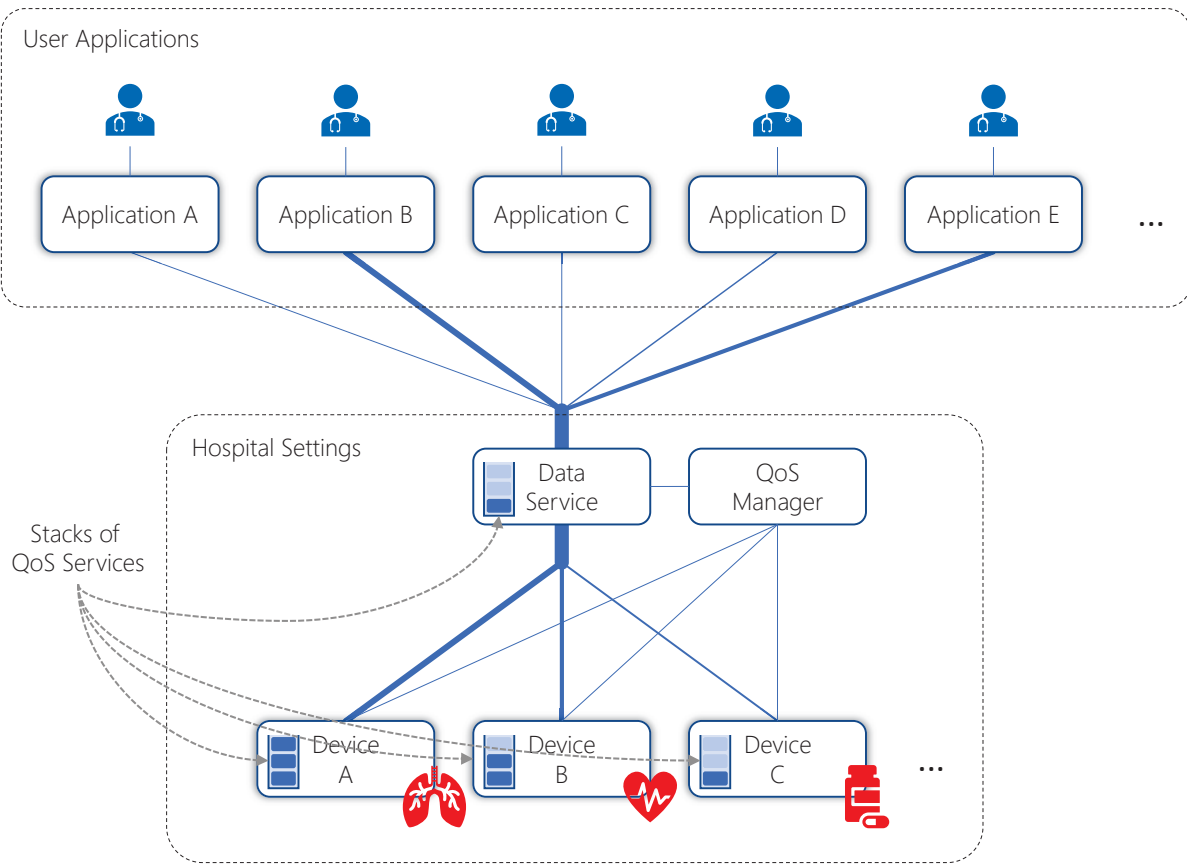 User Applications
Application A
Application B
Application C
Application D
Application E
...
Hospital Settings
Data
Service
QoS
Manager
Stacks of
QoS Services
Device
A
Device
B
Device
C
...